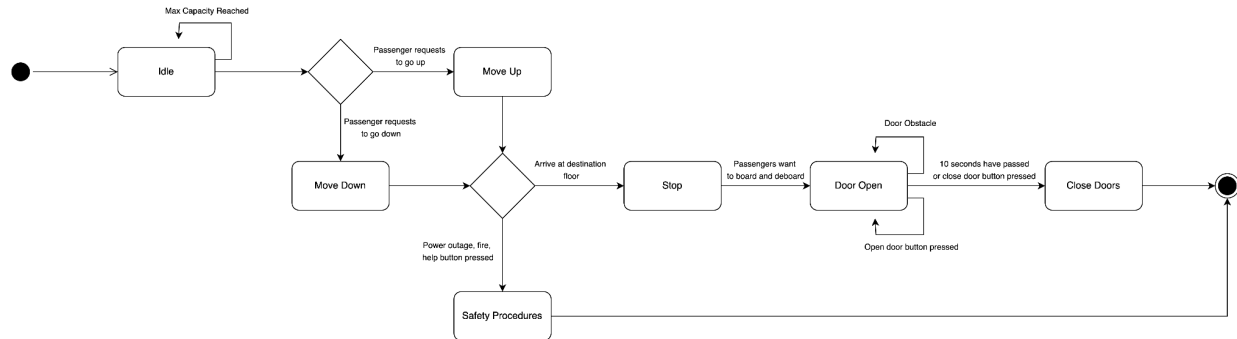 Max Capacity Reached
Idle
Passenger requests
to go up
Move Up
Passenger requests
to go down
Move Down
Arrive at destination
floor
Stop
Passengers want
to board and deboard
Door Obstacle
Door Open
Open door button pressed
10 seconds have passed
or close door button pressed
Close Doors
Power outage, fire,
help button pressed
Safety Procedures